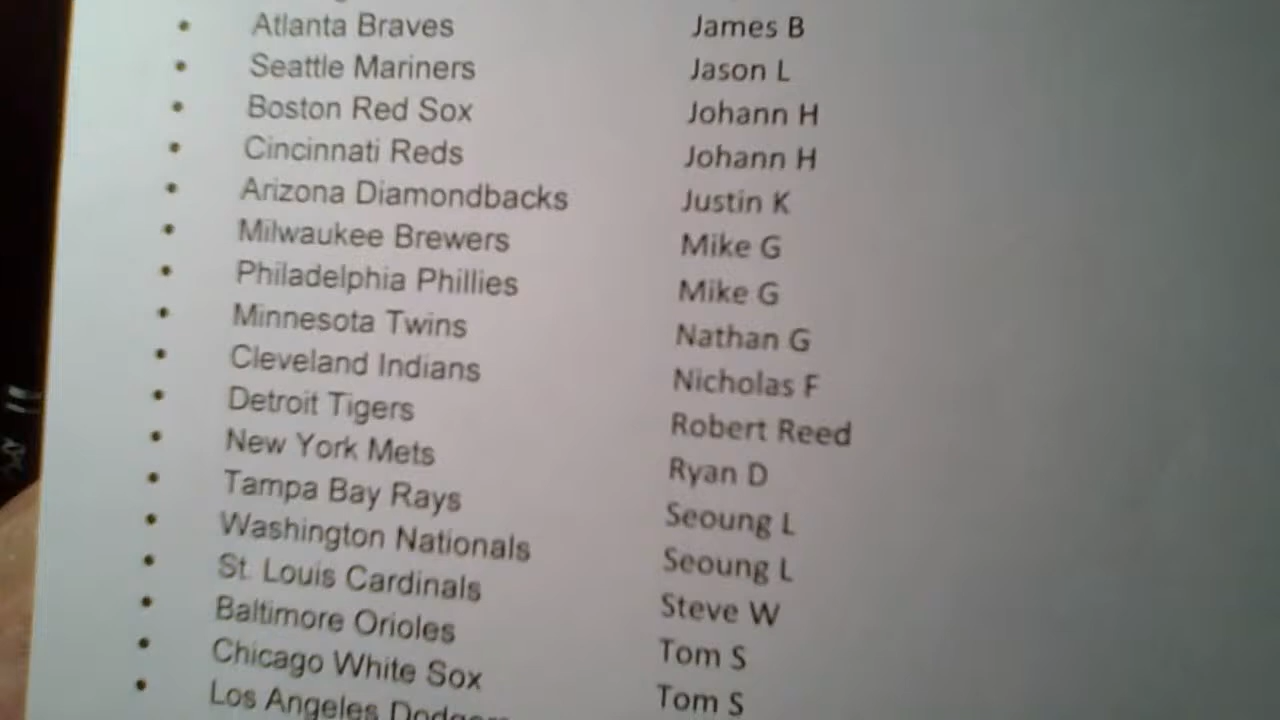 • Atlanta Braves James B
• Seattle Mariners Jason L
• Boston Red Sox Johann H
• Cincinnati Reds Johann H
• Arizona Diamondbacks Justin K
• Milwaukee Brewers Mike G
• Philadelphia Phillies Mike G
• Minnesota Twins Nathan G
• Cleveland Indians Nicholas F
• Detroit Tigers Robert Reed
• New York Mets Ryan D
• Tampa Bay Rays Seoung L
• Washington Nationals Seoung L
• St. Louis Cardinals Steve W
• Baltimore Orioles Tom S
• Chicago White Sox Tom S
• Los Angeles